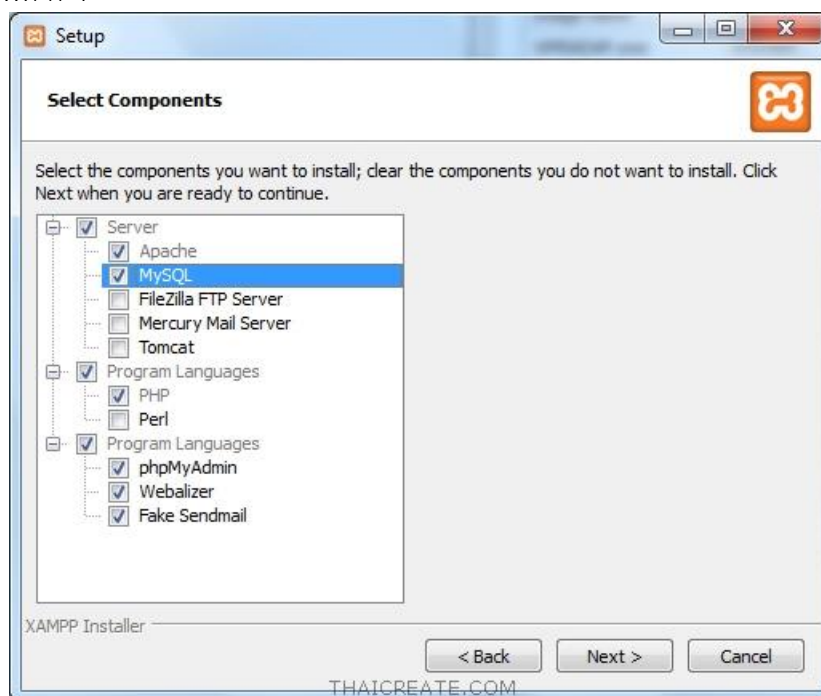 Setup
Select Components
Select the components you want to install; clear the components you do not want to install. Click
Next when you are ready to continue.
Server
Apache
MySQL
FileZilla FTP Server
Mercury Mail Server
Tomcat
Program Languages
PHP
Perl
Program Languages
phpMyAdmin
Webalizer
Fake Sendmail
XAMPP Installer
< Back
Next >
Cancel
THAICREATE.COM